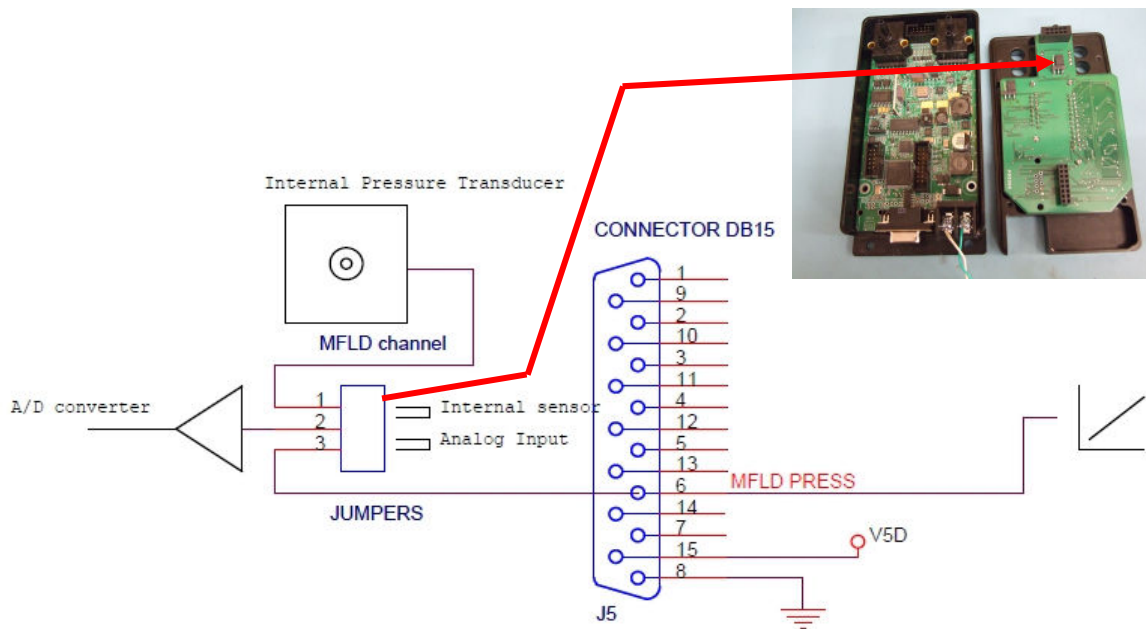 Internal Pressure Transducer
CONNECTOR DB15
1
9
2
10
3
11
4
12
5
13
6
14
7
15
8
MFLD channel
A/D converter
1
2
3
Internal sensor
Analog Input
JUMPERS
MFLD PRESS
V5D
J5